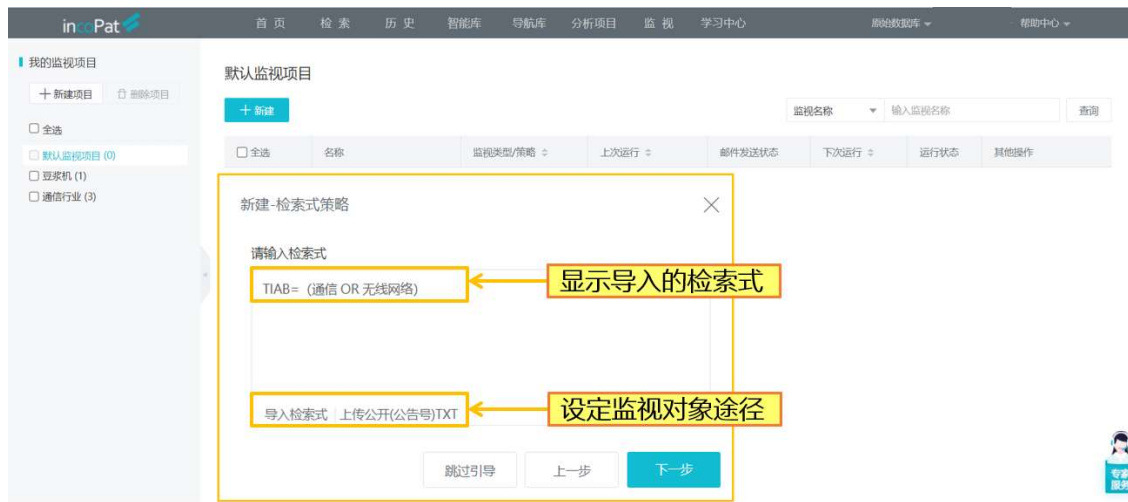 incoPat 首页 检索 历史 智能库 导航库 分析项目 监视 学习中心 原始数据库 帮助中心
我的监视项目
+ 新建项目 删除项目
全选
默认监视项目 (0)
豆浆机 (1)
通信行业 (3)
默认监视项目
+ 新建 监视名称 输入监视名称 查询
全选 名称 监视类型/策略 上次运行 邮件发送状态 下次运行 运行状态 其他操作
新建-检索式策略
请输入检索式
TIAB= (通信 OR 无线网络) 显示导入的检索式
导入检索式 | 上传公开(公告号)TXT 设定监视对象途径
跳过引导 上一步 下一步
专家
服务